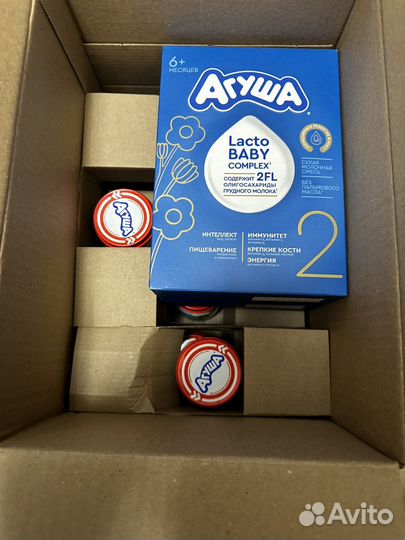 6+
МЕСЯЦЕВ
АГУША
Lacto
BABY
COMPLEX
СОДЕРЖИТ 2FL
ОЛИГОСАХАРИДЫ
ГРУДНОГО МОЛОКА
СУХАЯ
МОЛОЧНАЯ
СМЕСЬ
БЕЗ
ПАЛЬМОВОГО
МАСЛА
ИНТЕЛЛЕКТ
ИММУНИТЕТ
ПИЩЕВАРЕНИЕ
КРЕПКИЕ КОСТИ
ЭНЕРГИЯ
2
АГУША
АГУША
Avito